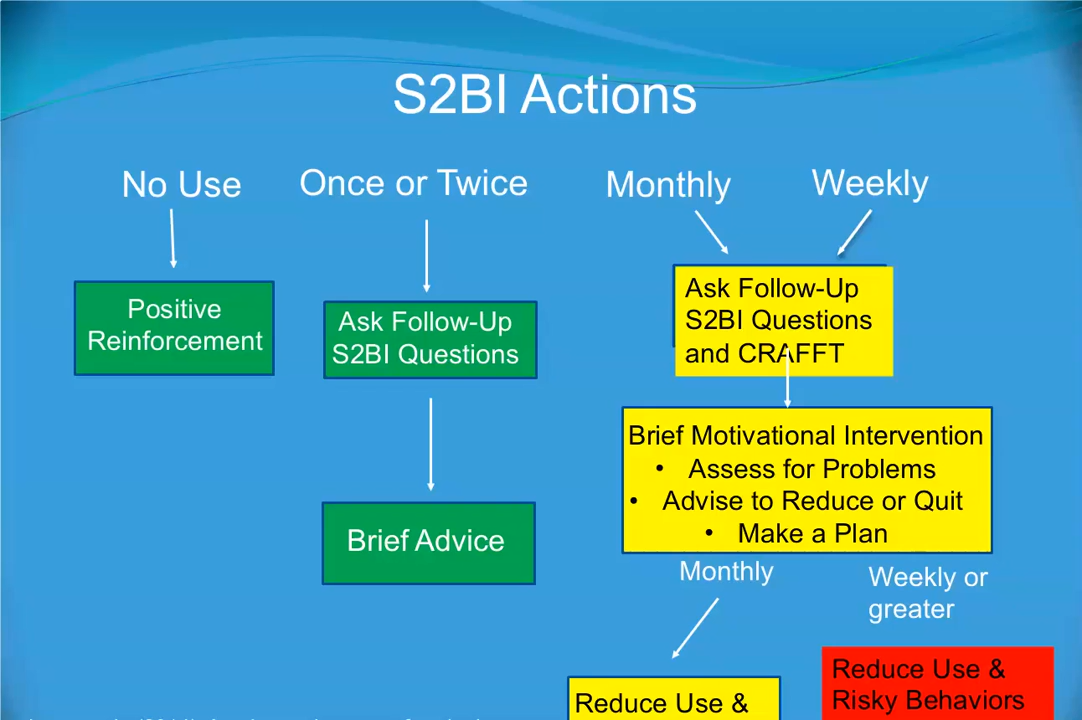 S2BI Actions
No Use
Once or Twice
Monthly
Weekly
Positive
Reinforcement
Ask Follow-Up
S2BI Questions
Brief Advice
Ask Follow-Up
S2BI Questions
and CRAFFT
Brief Motivational Intervention
• Assess for Problems
• Advise to Reduce or Quit
• Make a Plan
Monthly
Weekly or
greater
Reduce Use &
Reduce Use &
Risky Behaviors